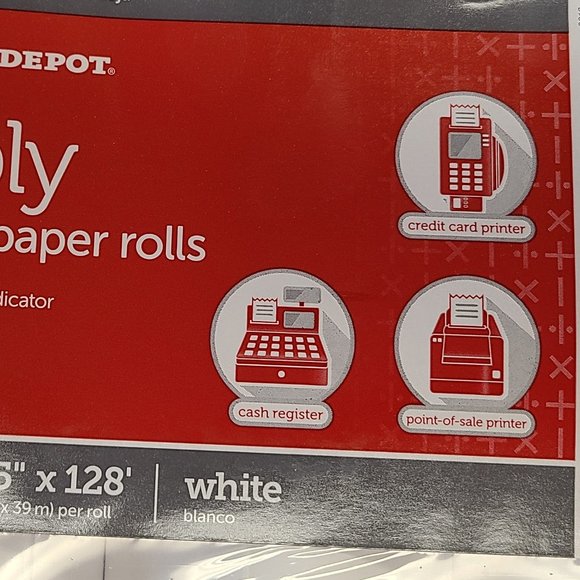 DEPOT®
ply
paper rolls
dicator
credit card printer
cash register
point-of-sale printer
5" x 128'
x 39 m) per roll
white
blanco